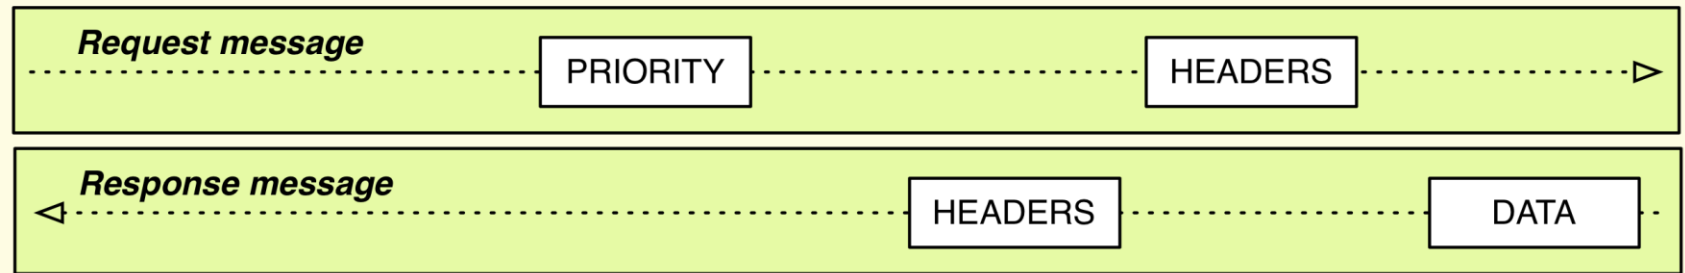 Request message
PRIORITY
HEADERS
Response message
HEADERS
DATA